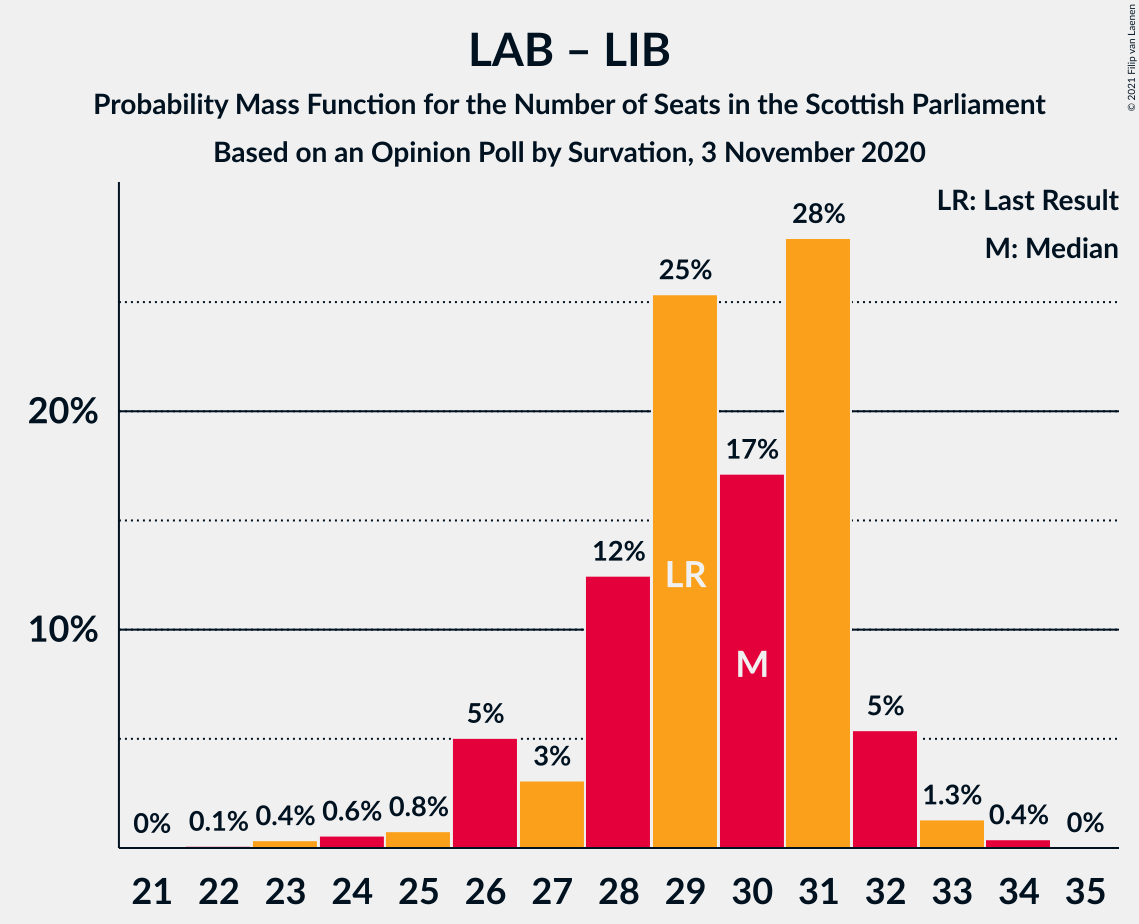 LAB – LIB
Probability Mass Function for the Number of Seats in the Scottish Parliament
Based on an Opinion Poll by Survation, 3 November 2020
© 2021 Filip van Laenen
LR: Last Result
M: Median
20%
10%
0%
0.1%
0.4%
0.6%
0.8%
5%
3%
12%
25%
17%
28%
5%
1.3%
0.4%
0%
LR
M
21 22 23 24 25 26 27 28 29 30 31 32 33 34 35